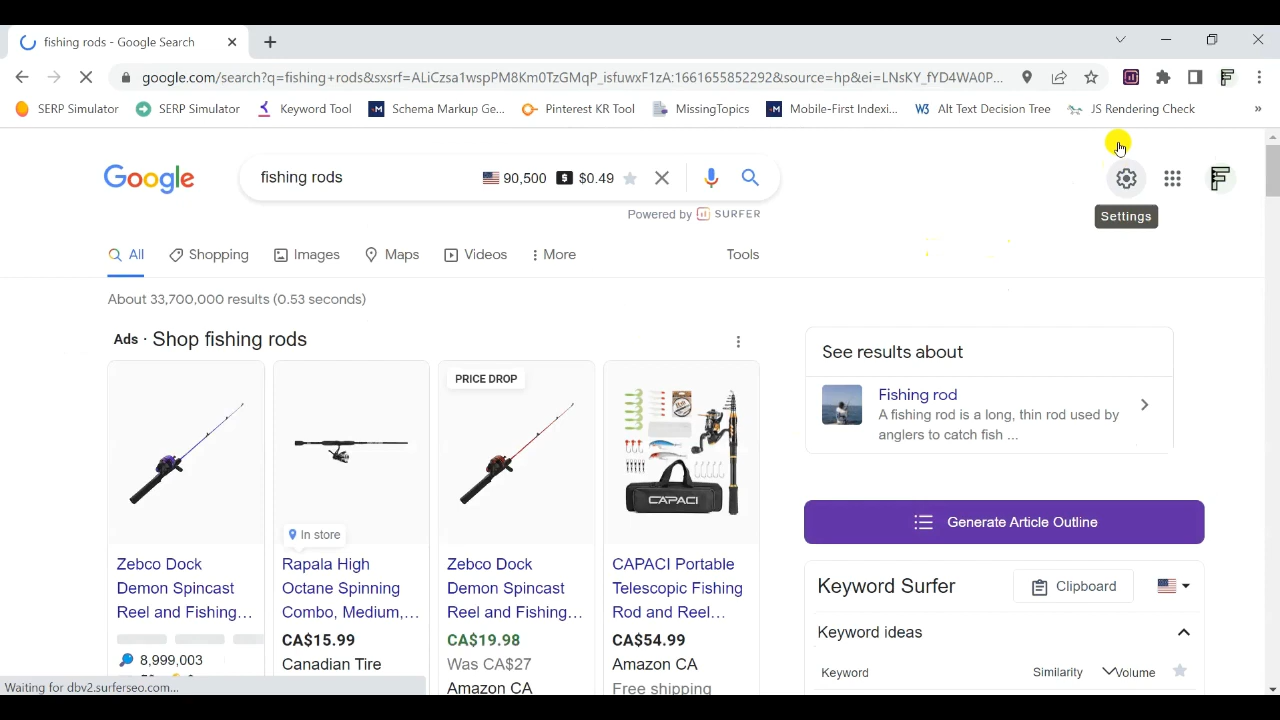 fishing rods - Google Search
google.com/search?q=fishing+rods&sxsrf=ALiCzsa1wspPM8Km0TzGMqP_isfuwxF1zA:1661655852292&source=hp&ei=LNsKY_fYD4WA0P...
SERP Simulator
SERP Simulator
Keyword Tool
Schema Markup Ge...
Pinterest KR Tool
MissingTopics
Mobile-First Indexi...
Alt Text Decision Tree
JS Rendering Check
»
Google
fishing rods
90,500
$0.49
Settings
Powered by SURFER
All
Shopping
Images
Maps
Videos
More
Tools
About 33,700,000 results (0.53 seconds)
Ads · Shop fishing rods
PRICE DROP
CAPACI
In store
Zebco Dock
Demon Spincast
Reel and Fishing...
8,999,003
Rapala High
Octane Spinning
Combo, Medium,...
CA$15.99
Canadian Tire
Zebco Dock
Demon Spincast
Reel and Fishing...
CA$19.98
Was CA$27
Amazon CA
CAPACI Portable
Telescopic Fishing
Rod and Reel...
CA$54.99
Amazon CA
Free shipping
See results about
Fishing rod
A fishing rod is a long, thin rod used by
anglers to catch fish ...
Generate Article Outline
Keyword Surfer
Clipboard
Keyword ideas
Keyword
Similarity
Volume
Waiting for dbv2.surferseo.com...